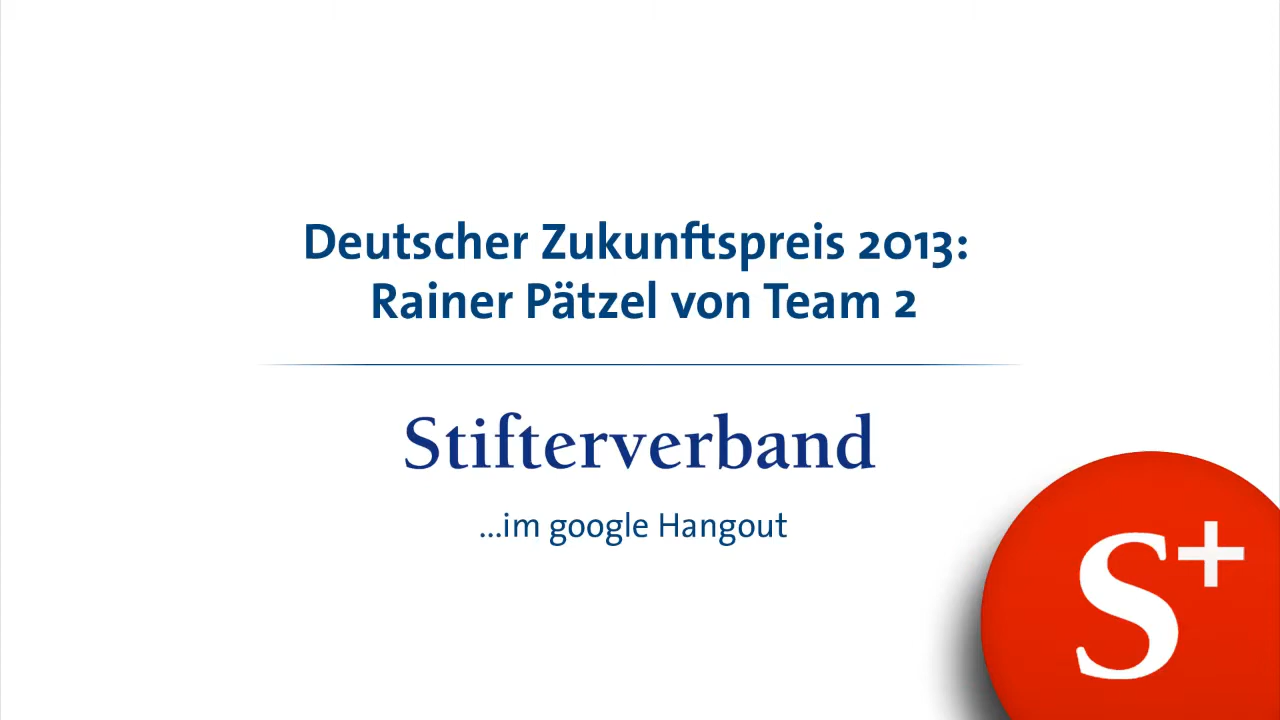 Deutscher Zukunftspreis 2013:
Rainer Pätzel von Team 2
Stifterverband
...im google Hangout
S+